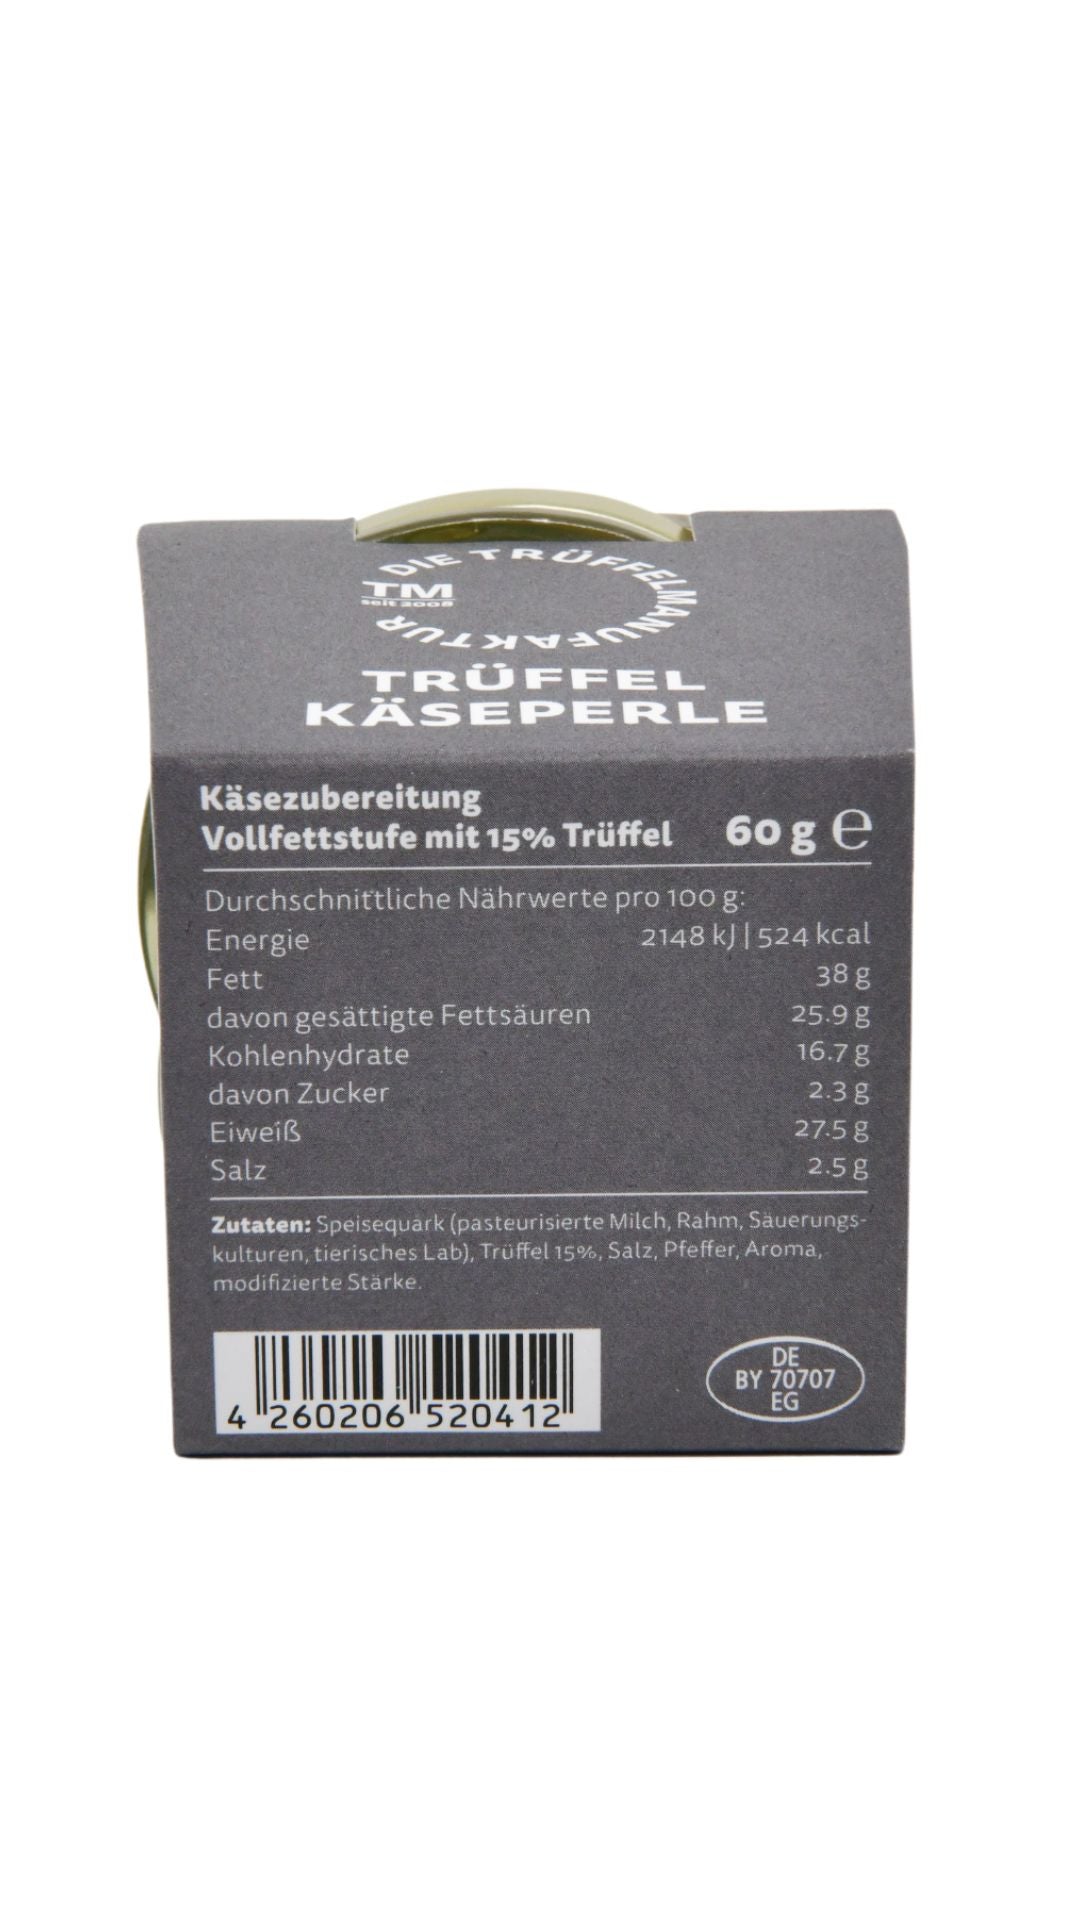 DIE TRÜFFELMANUFAKTUR
TM
seit 2008
TRÜFFEL
KÄSEPERLE
Käsezubereitung
Vollfettstufe mit 15% Trüffel 60 g ℮
Durchschnittliche Nährwerte pro 100 g:
Energie 2148 kJ | 524 kcal
Fett 38 g
davon gesättigte Fettsäuren 25.9 g
Kohlenhydrate 16.7 g
davon Zucker 2.3 g
Eiweiß 27.5 g
Salz 2.5 g
Zutaten: Speisequark (pasteurisierte Milch, Rahm, Säuerungs-
kulturen, tierisches Lab), Trüffel 15%, Salz, Pfeffer, Aroma,
modifizierte Stärke.
4 260206 520412
DE
BY 70707
EG